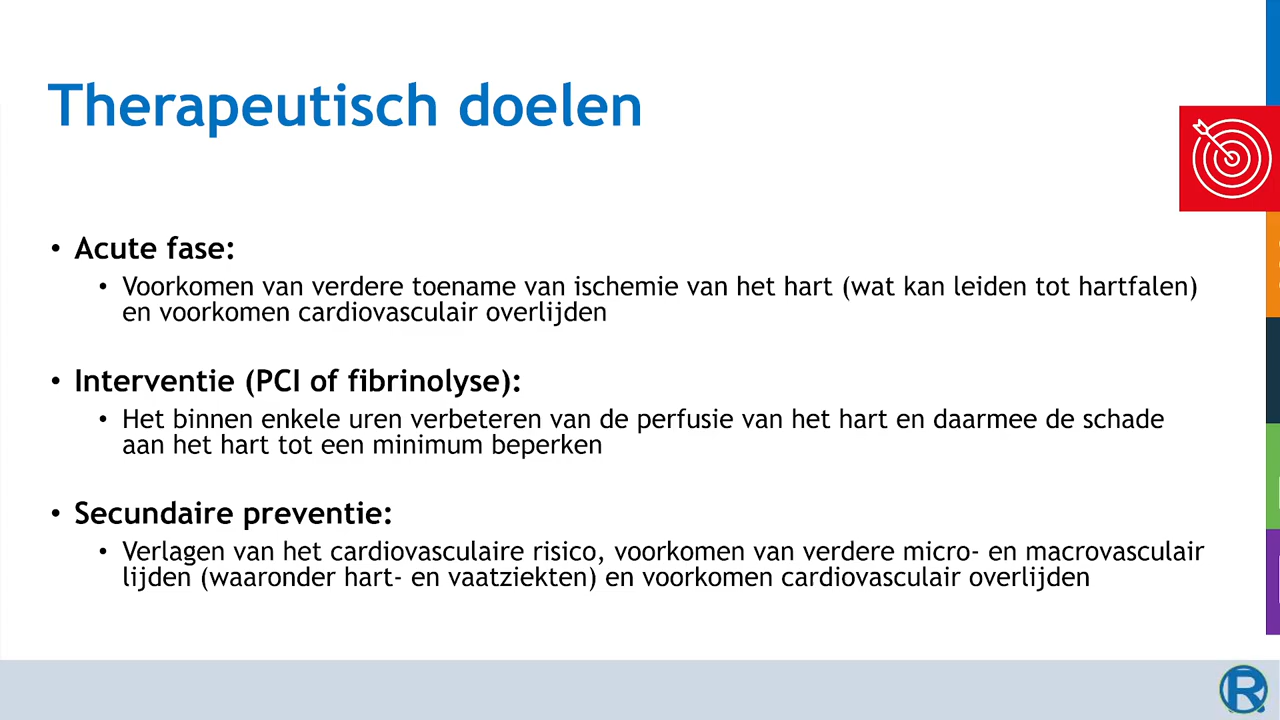 Therapeutisch doelen
• Acute fase:
• Voorkomen van verdere toename van ischemie van het hart (wat kan leiden tot hartfalen)
en voorkomen cardiovasculair overlijden
• Interventie (PCI of fibrinolyse):
• Het binnen enkele uren verbeteren van de perfusie van het hart en daarmee de schade
aan het hart tot een minimum beperken
• Secundaire preventie:
• Verlagen van het cardiovasculaire risico, voorkomen van verdere micro- en macrovasculair
lijden (waaronder hart- en vaatziekten) en voorkomen cardiovasculair overlijden
R